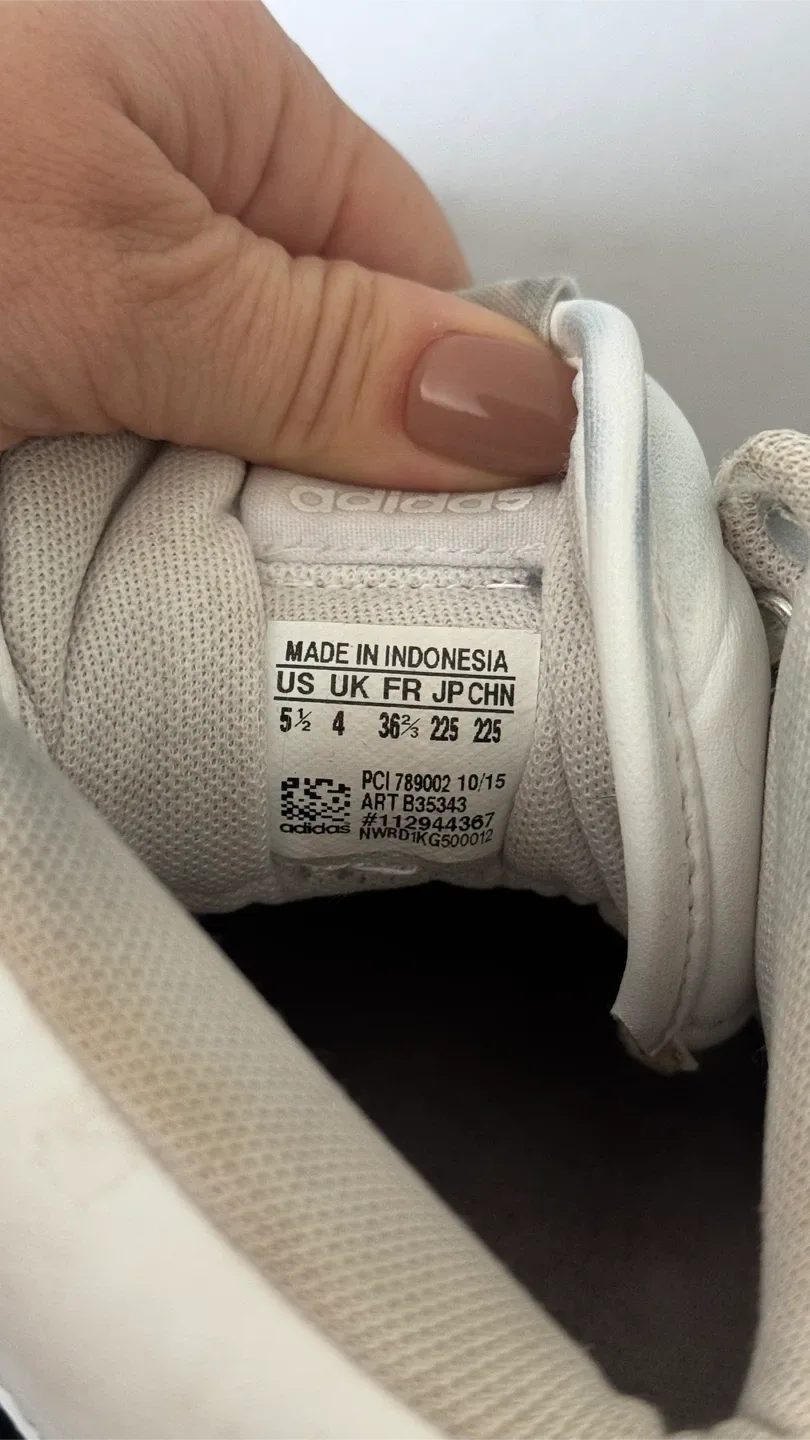 adidas
MADE IN INDONESIA
US UK FR JP CHN
5½ 4 36⅔ 225 225
PCI 789002 10/15
ART B35343
#112944367
adidas
NWRD1KG500012